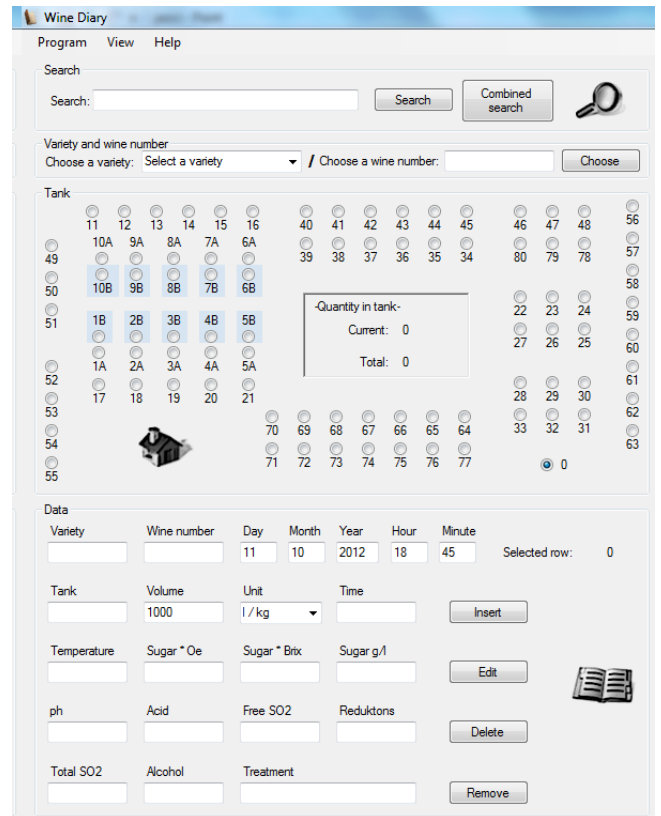 Wine Diary
Program View Help
Search
Search: Search Combined search
Variety and wine number
Choose a variety: Select a variety / Choose a wine number: Choose
Tank
11 12 13 14 15 16 40 41 42 43 44 45 46 47 48 56
10A 9A 8A 7A 6A
49 39 38 37 36 35 34 80 79 78 57
50 10B 9B 8B 7B 6B 58
-Quantity in tank-
51 1B 2B 3B 4B 5B 22 23 24 59
Current: 0
27 26 25 60
52 1A 2A 3A 4A 5A Total: 0 61
53 17 18 19 20 21 28 29 30 62
54 70 69 68 67 66 65 64 33 32 31 63
55 71 72 73 74 75 76 77 0
Data
Variety Wine number Day Month Year Hour Minute
11 10 2012 18 45 Selected row: 0
Tank Volume Unit Time
1000 l / kg Insert
Temperature Sugar ° Oe Sugar ° Brix Sugar g/l
Edit
ph Acid Free SO2 Reduktons
Delete
Total SO2 Alcohol Treatment
Remove